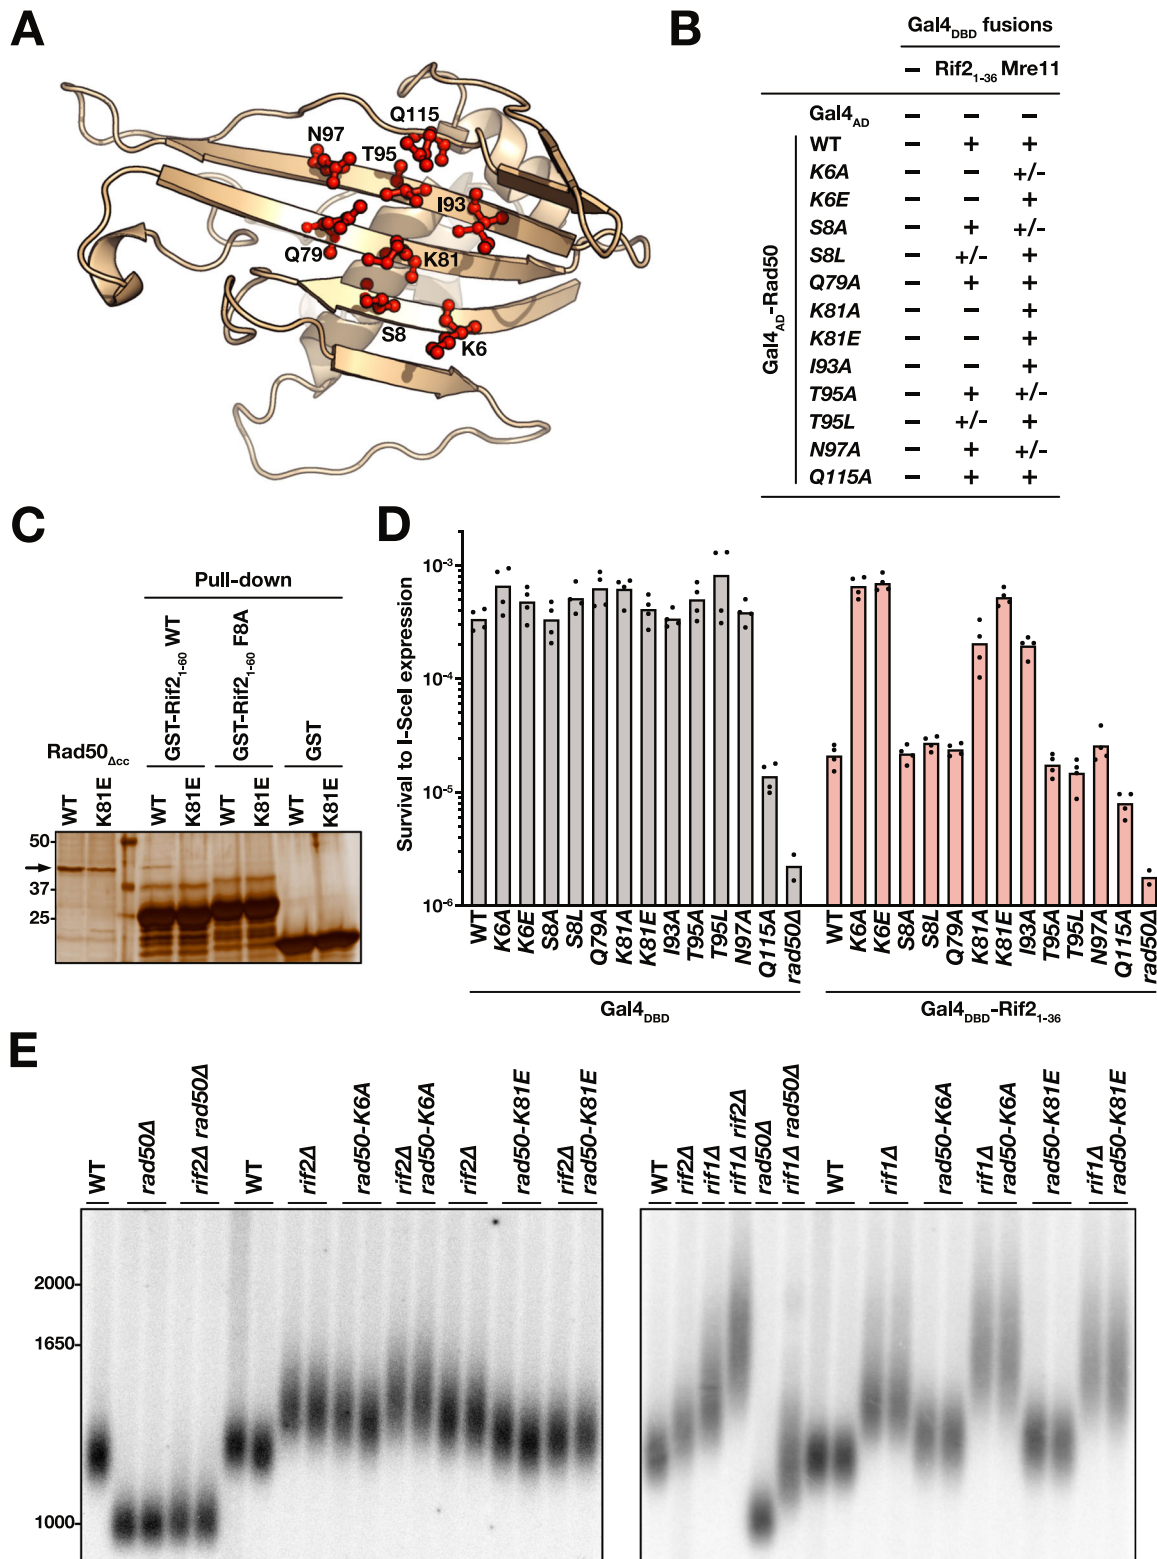 A
N97
Q115
T95
I93
Q79
K81
S8
K6
B
Gal4DBD fusions
– Rif21-36 Mre11
Gal4AD-Rad50
Gal4AD – – –
WT – + +
K6A – – +/-
K6E – – +
S8A – + +/-
S8L – +/- +
Q79A – + +
K81A – – +
K81E – – +
I93A – – +
T95A – + +/-
T95L – +/- +
N97A – + +/-
Q115A – + +
C
Pull-down
GST-Rif21-60 WT
GST-Rif21-60 F8A
GST
Rad50Δcc
WT K81E WT K81E WT K81E WT K81E
50
37
25
D
Survival to I-SceI expression
10-3
10-4
10-5
10-6
WT K6A K6E S8A S8L Q79A K81A K81E I93A T95A T95L N97A Q115A rad50Δ
WT K6A K6E S8A S8L Q79A K81A K81E I93A T95A T95L N97A Q115A rad50Δ
Gal4DBD
Gal4DBD-Rif21-36
E
WT
rad50Δ
rif2Δ rad50Δ
WT
rif2Δ
rad50-K6A
rif2Δ rad50-K6A
rif2Δ
rad50-K81E
rif2Δ rad50-K81E
WT
rif2Δ
rif1Δ
rif1Δ rif2Δ
rad50Δ
rif1Δ rad50Δ
WT
rif1Δ
rad50-K6A
rif1Δ rad50-K6A
rad50-K81E
rif1Δ rad50-K81E
2000
1650
1000